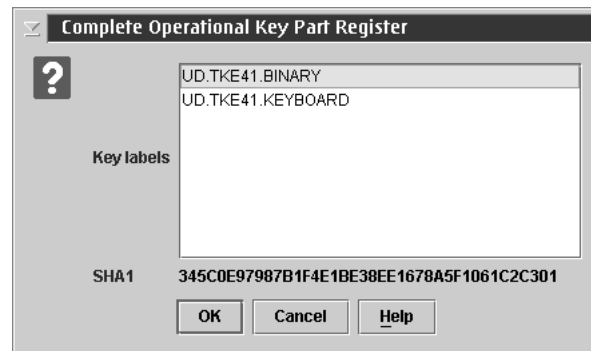 Complete Operational Key Part Register
?
UD.TKE41.BINARY
UD.TKE41.KEYBOARD
Key labels
SHA1 345C0E97987B1F4E1BE38EE1678A5F1061C2C301
OK Cancel Help